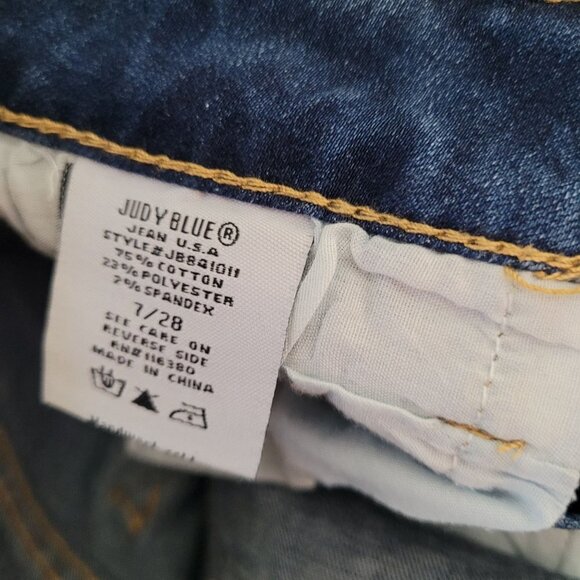 JUDY BLUE®
JEAN U.S.A
STYLE#JB841011
75% COTTON
23% POLYESTER
2% SPANDEX
7/28
SEE CARE ON
REVERSE SIDE
RN#116380
MADE IN CHINA